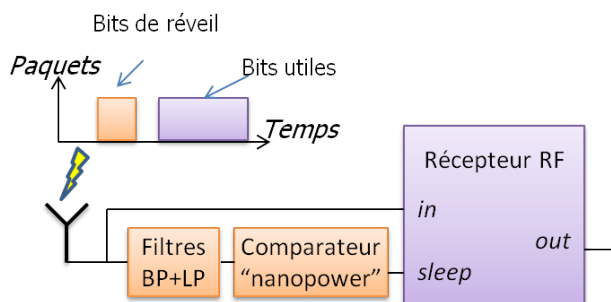 Bits de réveil
Paquets
Bits utiles
Temps
Récepteur RF
in
Filtres
BP+LP
Comparateur
“nanopower”
out
sleep